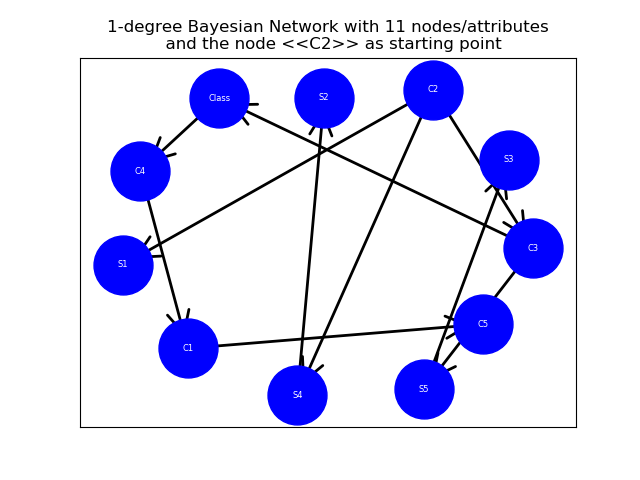 1-degree Bayesian Network with 11 nodes/attributes
and the node <<C2>> as starting point
Class
S2
C2
S3
C4
C3
S1
C5
C1
S5
S4